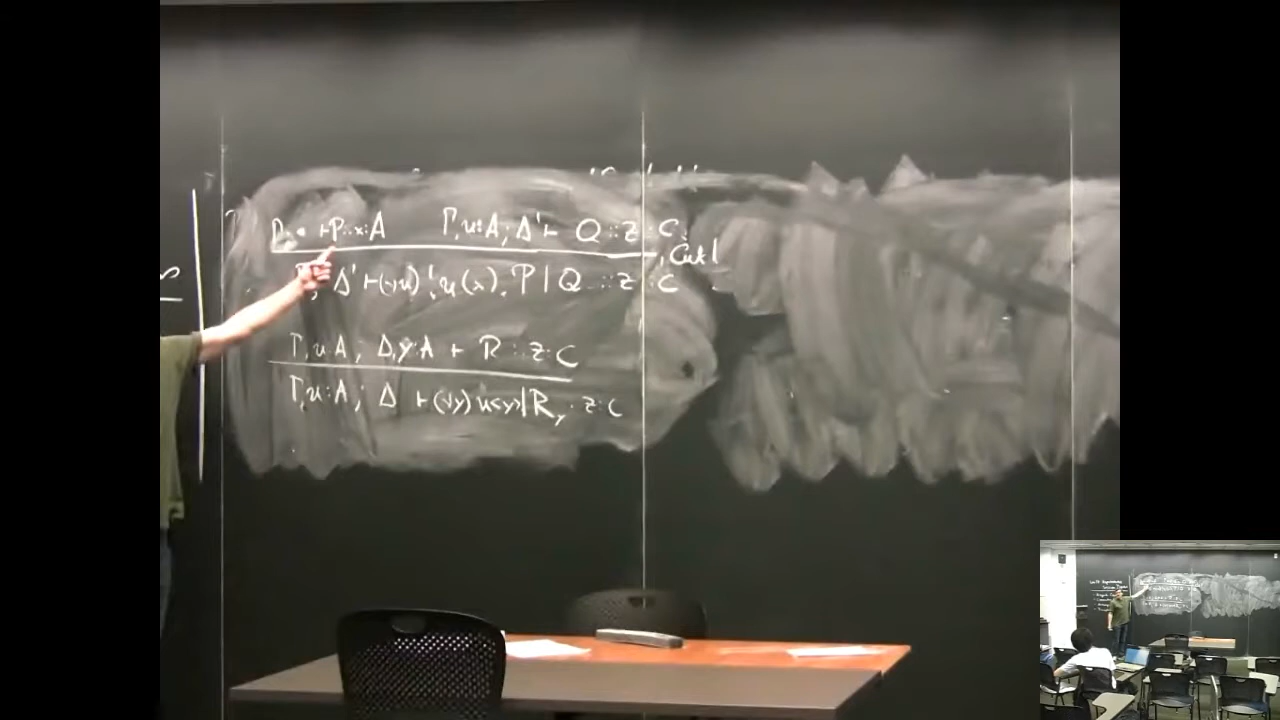 Γ; · ⊢ P :: x:A Γ, u:A; Δ' ⊢ Q :: z:C Cut!
Γ; Δ' ⊢ (νu) !u(x).P | Q :: z:C
Γ, u:A; Δ, y:A ⊢ R :: z:C
Γ, u:A; Δ ⊢ (νy) u<y>|R_y :: z:C